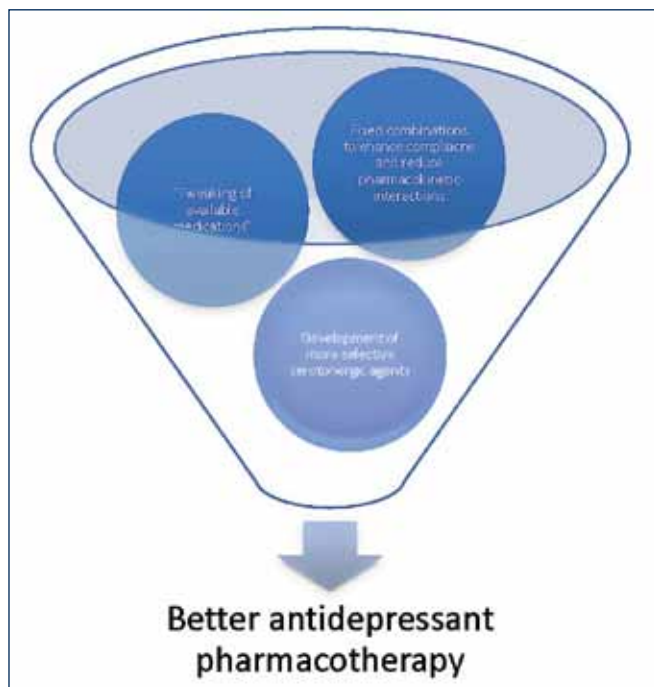 Fixed combinations
to enhance compliance
and reduce
pharmacokinetic
interactions
"Tweaking of
available
medications"
Development of
more selective
serotonergic agents
Better antidepressant
pharmacotherapy